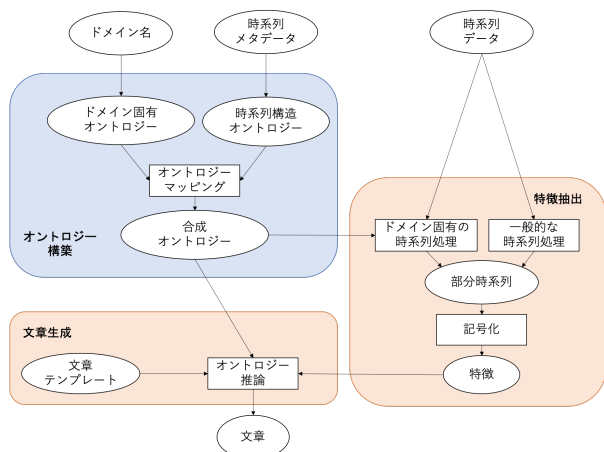 ドメイン名
時系列
メタデータ
時系列
データ
ドメイン固有
オントロジー
時系列構造
オントロジー
オントロジー
マッピング
合成
オントロジー
オントロジー
構築
特徴抽出
ドメイン固有の
時系列処理
一般的な
時系列処理
部分時系列
記号化
特徴
文章生成
文章
テンプレート
オントロジー
推論
文章